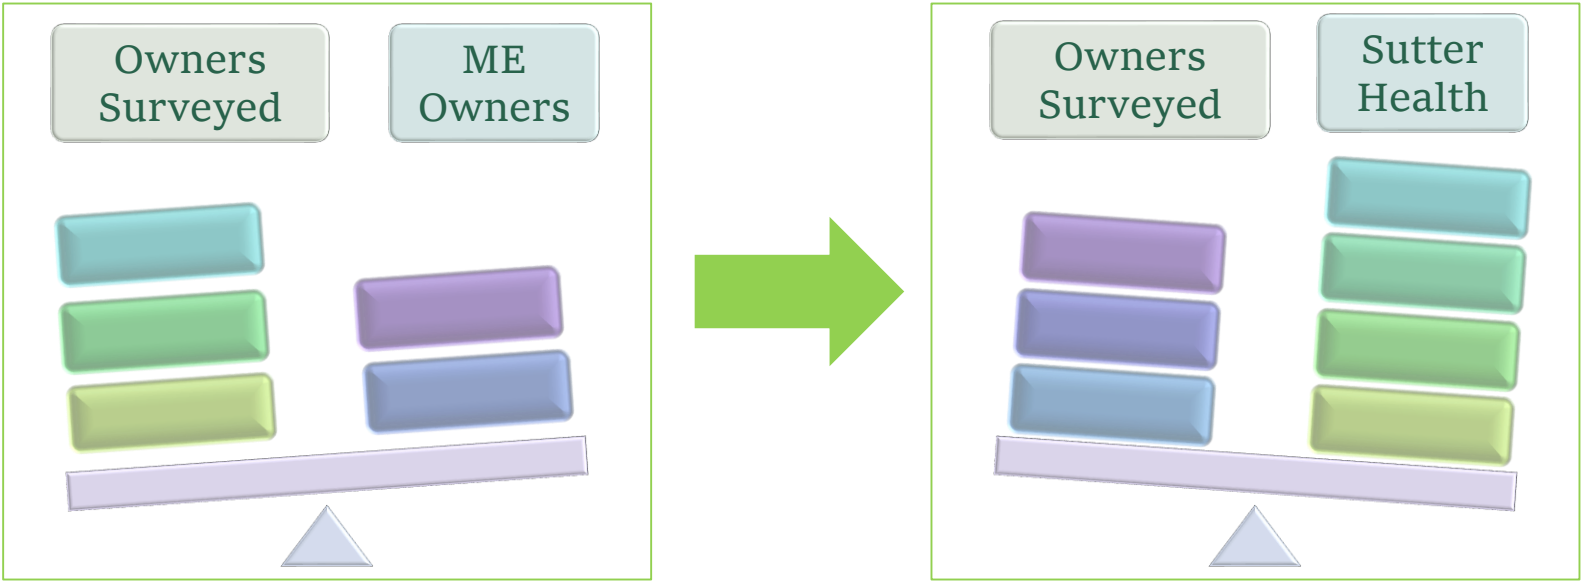 Owners
Surveyed
ME
Owners
Owners
Surveyed
Sutter
Health